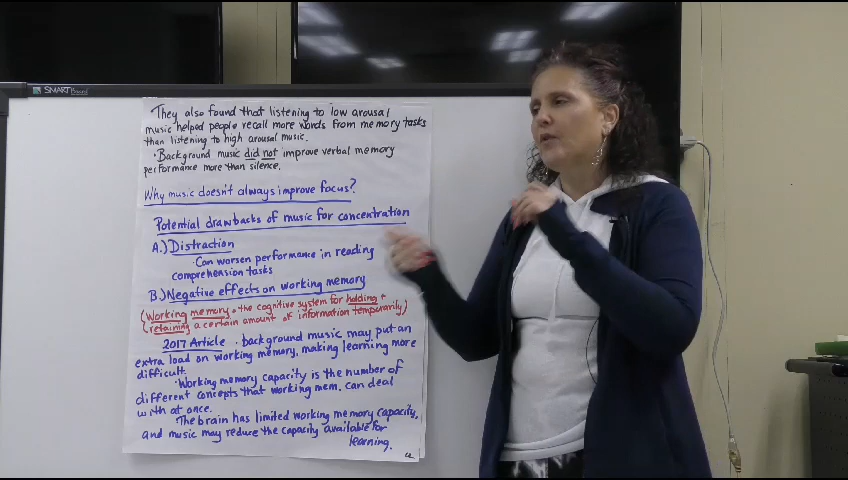 SMART Board
They also found that listening to low arousal
music helped people recall more words from memory tasks
than listening to high arousal music.
· Background music did not improve verbal memory
performance more than silence.
Why music doesn't always improve focus?
Potential drawbacks of music for concentration
A.) Distraction
· Can worsen performance in reading
comprehension tasks
B.) Negative effects on working memory
(Working memory · the cognitive system for holding +
retaining a certain amount of information temporarily)
2017 Article · background music may put an
extra load on working memory, making learning more
difficult.
· Working memory capacity is the number of
different concepts that working mem. can deal
with at once.
The brain has limited working memory capacity,
and music may reduce the capacity available for
learning.